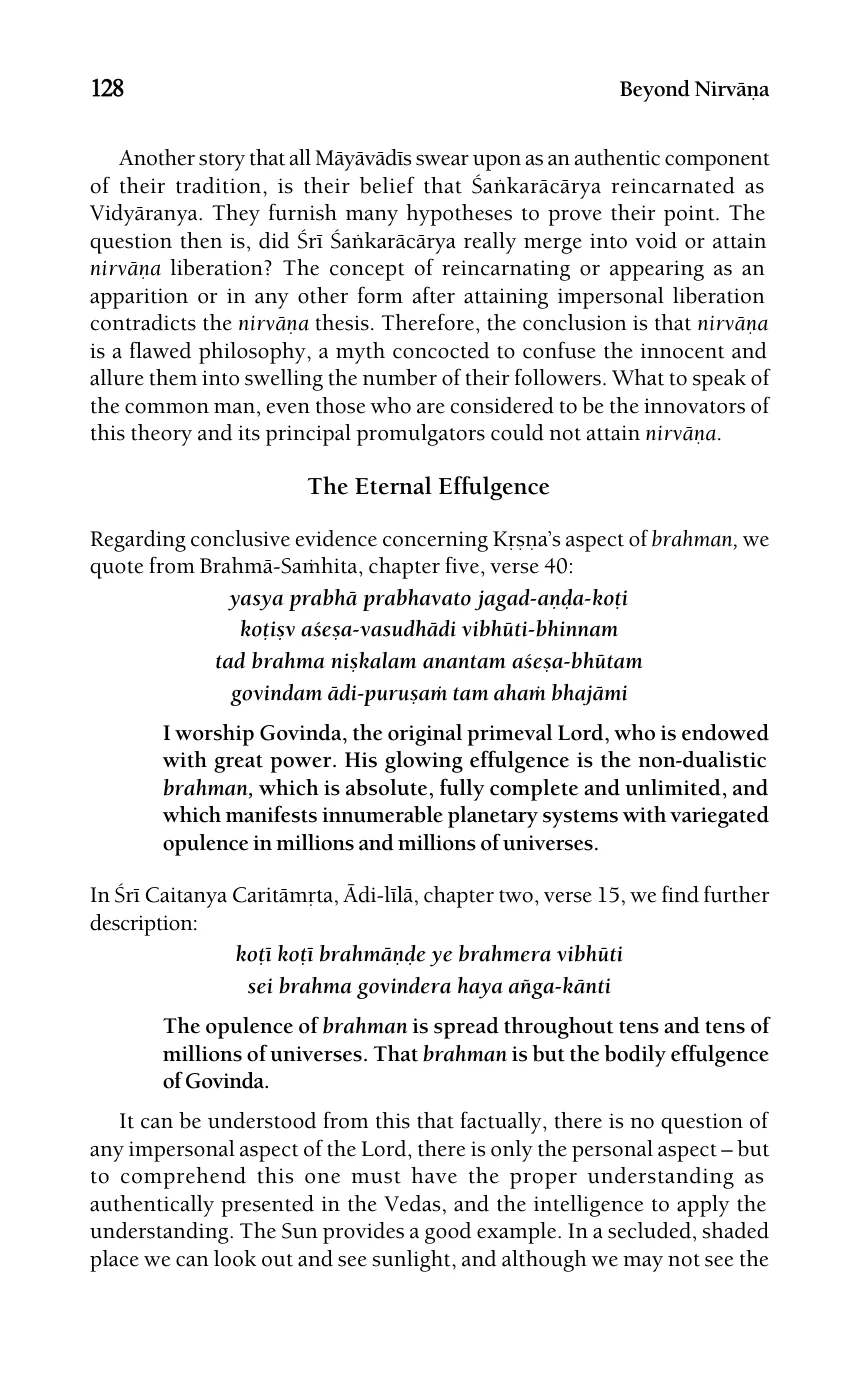 128
Beyond Nirvāṇa
Another story that all Māyāvādīs swear upon as an authentic component
of their tradition, is their belief that Śaṅkarācārya reincarnated as
Vidyāranya. They furnish many hypotheses to prove their point. The
question then is, did Śrī Śaṅkarācārya really merge into void or attain
nirvāṇa liberation? The concept of reincarnating or appearing as an
apparition or in any other form after attaining impersonal liberation
contradicts the nirvāṇa thesis. Therefore, the conclusion is that nirvāṇa
is a flawed philosophy, a myth concocted to confuse the innocent and
allure them into swelling the number of their followers. What to speak of
the common man, even those who are considered to be the innovators of
this theory and its principal promulgators could not attain nirvāṇa.
The Eternal Effulgence
Regarding conclusive evidence concerning Kṛṣṇa’s aspect of brahman, we
quote from Brahmā-Saṁhita, chapter five, verse 40:
yasya prabhā prabhavato jagad-aṇḍa-koṭi
koṭiṣv aśeṣa-vasudhādi vibhūti-bhinnam
tad brahma niṣkalam anantam aśeṣa-bhūtam
govindam ādi-puruṣaṁ tam ahaṁ bhajāmi
I worship Govinda, the original primeval Lord, who is endowed
with great power. His glowing effulgence is the non-dualistic
brahman, which is absolute, fully complete and unlimited, and
which manifests innumerable planetary systems with variegated
opulence in millions and millions of universes.
In Śrī Caitanya Caritāmṛta, Ādi-līlā, chapter two, verse 15, we find further
description:
koṭī koṭī brahmāṇḍe ye brahmera vibhūti
sei brahma govindera haya añga-kānti
The opulence of brahman is spread throughout tens and tens of
millions of universes. That brahman is but the bodily effulgence
of Govinda.
It can be understood from this that factually, there is no question of
any impersonal aspect of the Lord, there is only the personal aspect – but
to comprehend this one must have the proper understanding as
authentically presented in the Vedas, and the intelligence to apply the
understanding. The Sun provides a good example. In a secluded, shaded
place we can look out and see sunlight, and although we may not see the